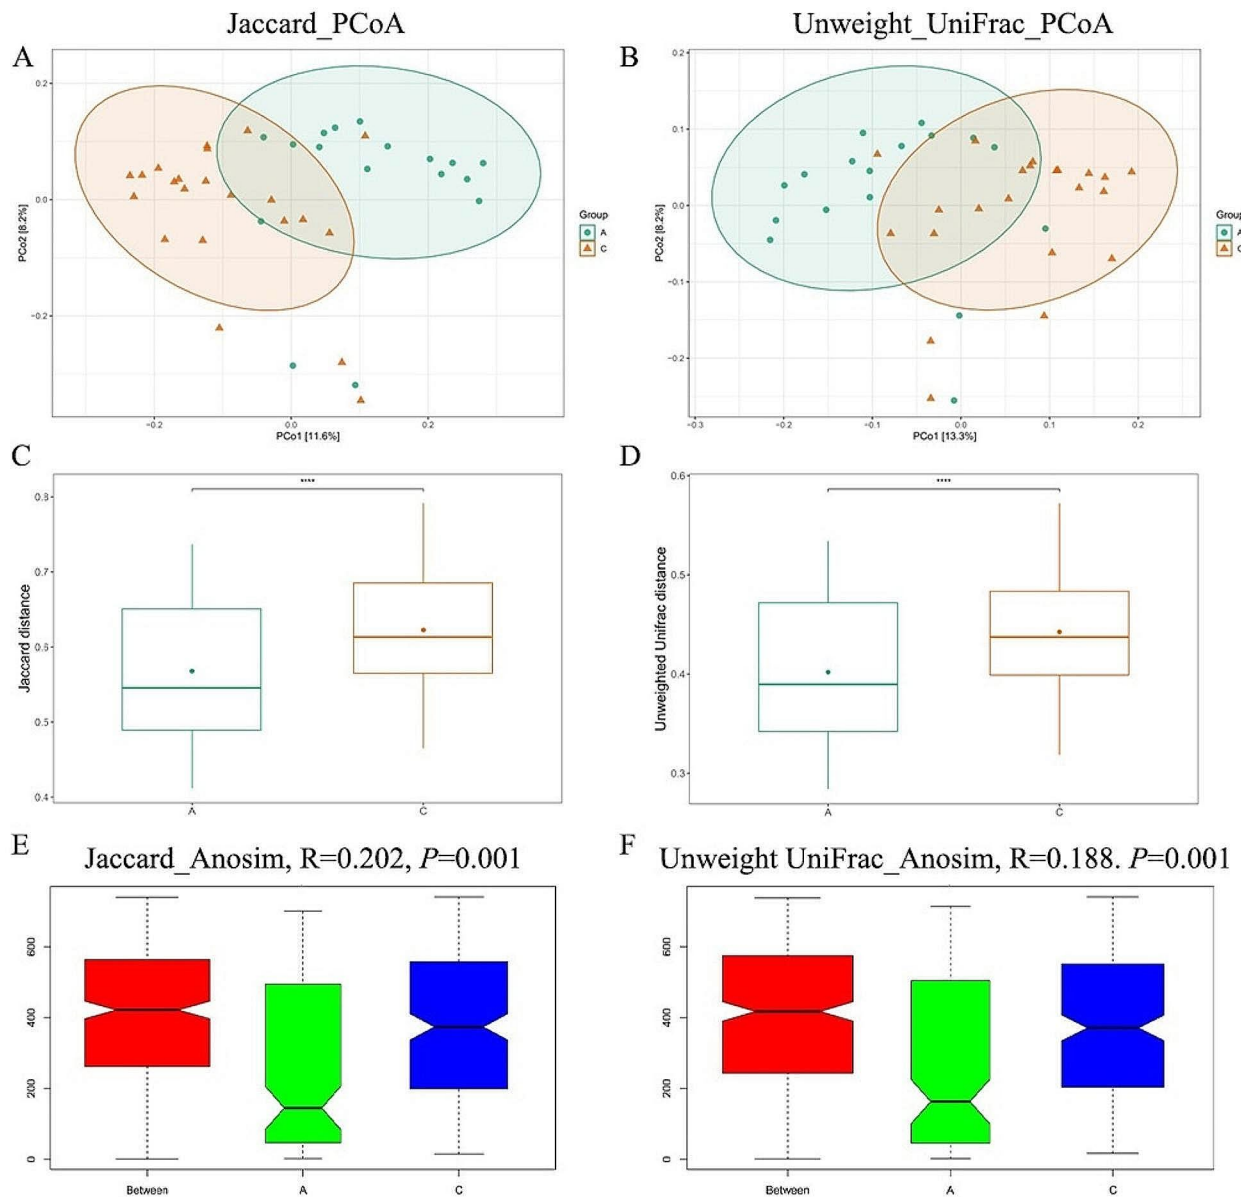 Jaccard_PCoA
Unweight_UniFrac_PCoA
A
B
0.2
0.0
−0.2
PCo2 [8.2%]
−0.2
0.0
0.2
PCo1 [11.6%]
Group
A
C
0.2
0.1
0.0
−0.1
−0.2
PCo2 [8.2%]
−0.3
−0.2
−0.1
0.0
0.1
0.2
PCo1 [13.3%]
Group
A
C
C
D
****
0.8
0.7
0.6
0.5
0.4
Jaccard distance
A
C
****
0.6
0.5
0.4
0.3
Unweighted Unifrac distance
A
C
E
Jaccard_Anosim, R=0.202, P=0.001
F
Unweight UniFrac_Anosim, R=0.188. P=0.001
600
400
200
0
Between
A
C
600
400
200
0
Between
A
C